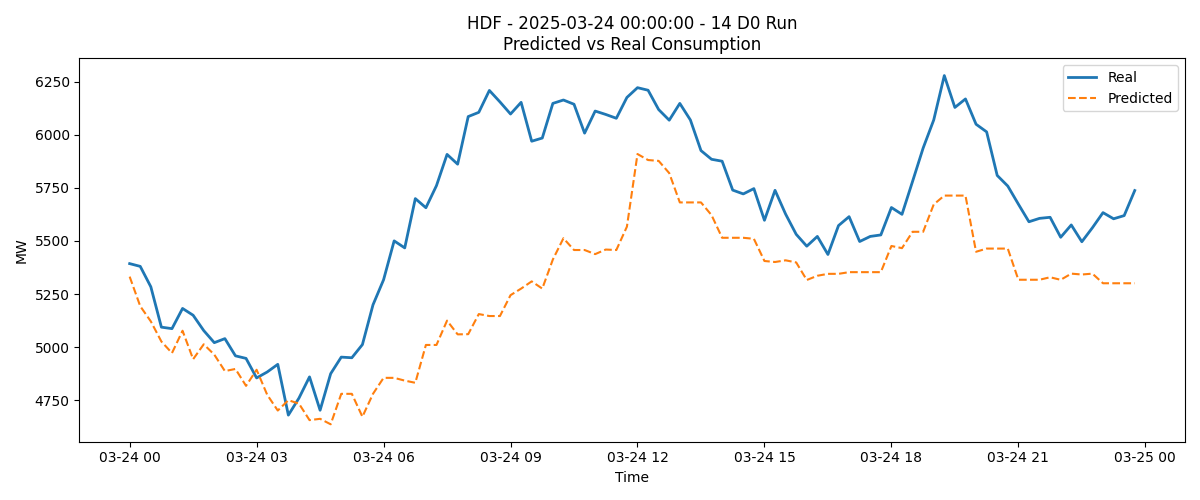 HDF - 2025-03-24 00:00:00 - 14 D0 Run
Predicted vs Real Consumption
Real
Predicted
6250
6000
5750
5500
5250
5000
4750
MW
03-24 00
03-24 03
03-24 06
03-24 09
03-24 12
03-24 15
03-24 18
03-24 21
03-25 00
Time